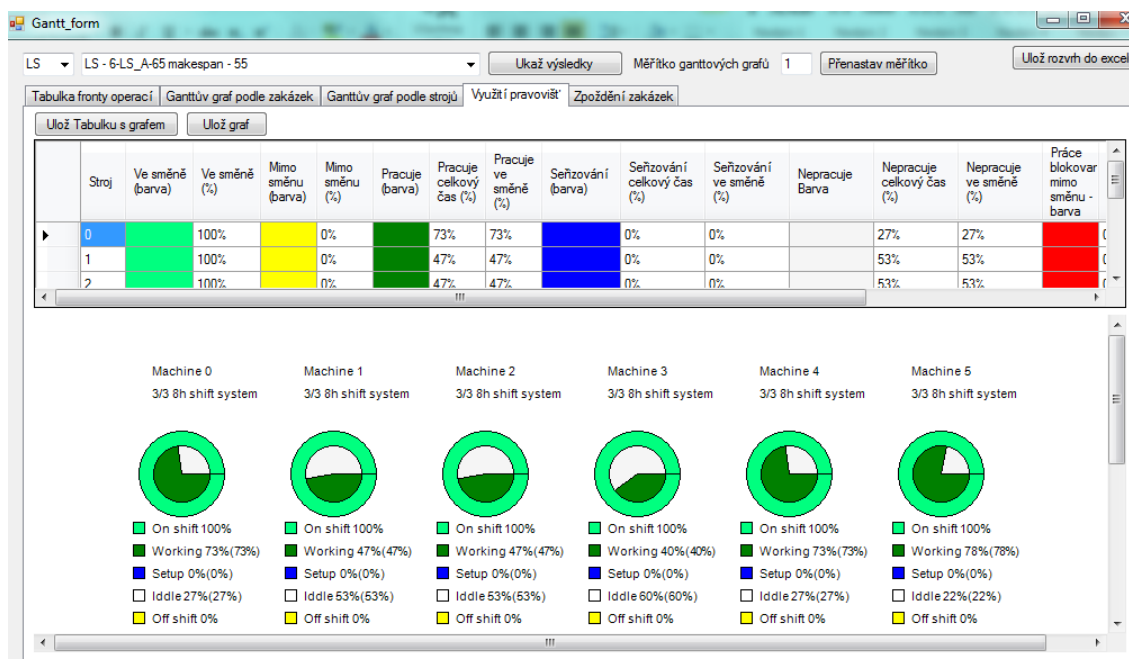 Gantt_form
LS LS - 6-LS_A-65 makespan - 55 Ukaž výsledky Měřítko ganttových grafů 1 Přenastav měřítko Ulož rozvrh do excel
Tabulka fronty operací Ganttův graf podle zakázek Ganttův graf podle strojů Využití pravovišť Zpoždění zakázek
Ulož Tabulku s grafem Ulož graf
Stroj Ve směně (barva) Ve směně (%) Mimo směnu (barva) Mimo směnu (%) Pracuje (barva) Pracuje celkový čas (%) Pracuje ve směně (%) Seřizování (barva) Seřizování celkový čas (%) Seřizování ve směně (%) Nepracuje Barva Nepracuje celkový čas (%) Nepracuje ve směně (%) Práce blokovar mimo směnu - barva
0 100% 0% 73% 73% 0% 0% 27% 27%
1 100% 0% 47% 47% 0% 0% 53% 53%
2 100% 0% 47% 47% 0% 0% 53% 53%
Machine 0 Machine 1 Machine 2 Machine 3 Machine 4 Machine 5
3/3 8h shift system 3/3 8h shift system 3/3 8h shift system 3/3 8h shift system 3/3 8h shift system 3/3 8h shift system
On shift 100% On shift 100% On shift 100% On shift 100% On shift 100% On shift 100%
Working 73%(73%) Working 47%(47%) Working 47%(47%) Working 40%(40%) Working 73%(73%) Working 78%(78%)
Setup 0%(0%) Setup 0%(0%) Setup 0%(0%) Setup 0%(0%) Setup 0%(0%) Setup 0%(0%)
Iddle 27%(27%) Iddle 53%(53%) Iddle 53%(53%) Iddle 60%(60%) Iddle 27%(27%) Iddle 22%(22%)
Off shift 0% Off shift 0% Off shift 0% Off shift 0% Off shift 0% Off shift 0%